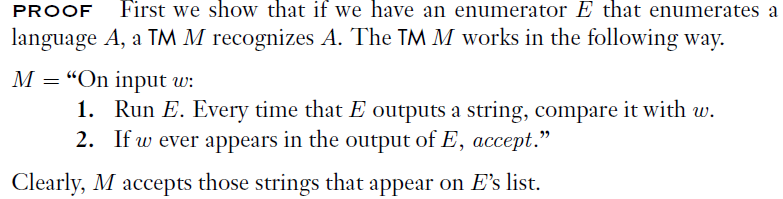 PROOF First we show that if we have an enumerator E that enumerates a
language A, a TM M recognizes A. The TM M works in the following way.
M = “On input w:
1. Run E. Every time that E outputs a string, compare it with w.
2. If w ever appears in the output of E, accept.”
Clearly, M accepts those strings that appear on E’s list.